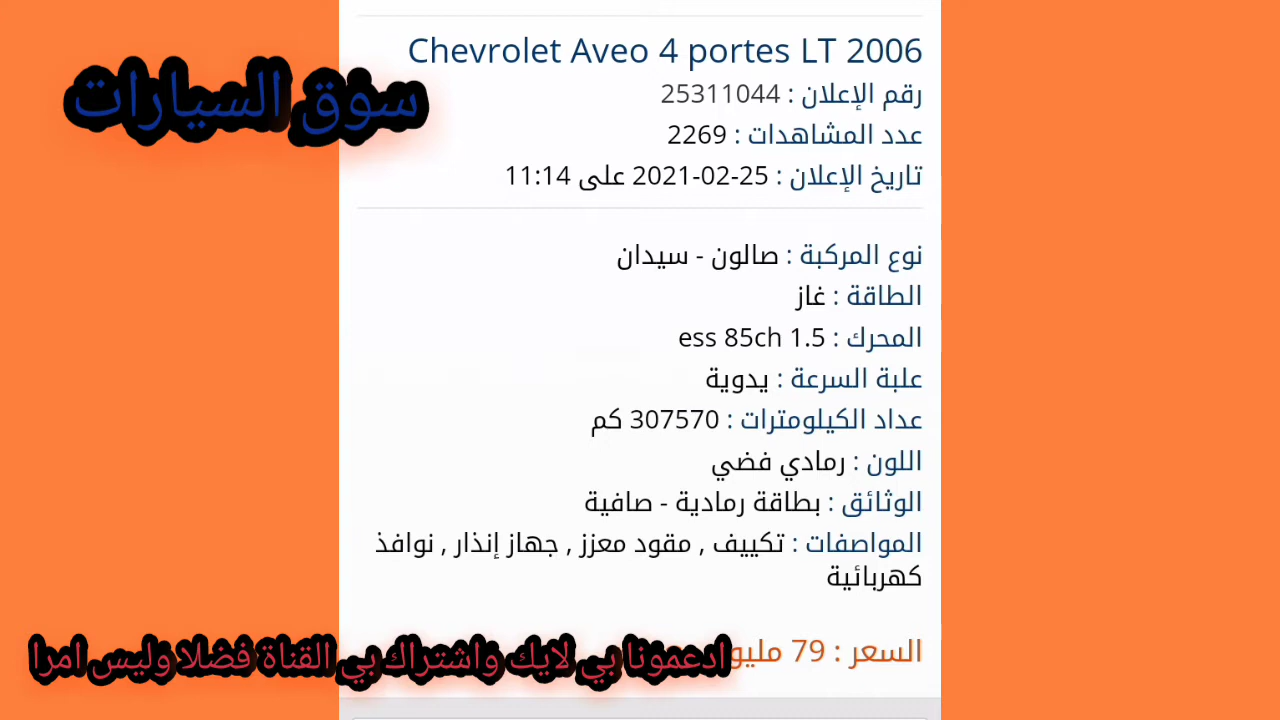 Chevrolet Aveo 4 portes LT 2006
سوق السيارات
رقم الإعلان : 25311044
عدد المشاهدات : 2269
تاريخ الإعلان : 25-02-2021 على 11:14
نوع المركبة : صالون - سيدان
الطاقة : غاز
المحرك : 1.5 ess 85ch
علبة السرعة : يدوية
عداد الكيلومترات : 307570 كم
اللون : رمادي فضي
الوثائق : بطاقة رمادية - صافية
المواصفات : تكييف , مقود معزز , جهاز إنذار , نوافذ
كهربائية
السعر : 79
ادعمونا بي لايك واشتراك بي القناة فضلا وليس امرا